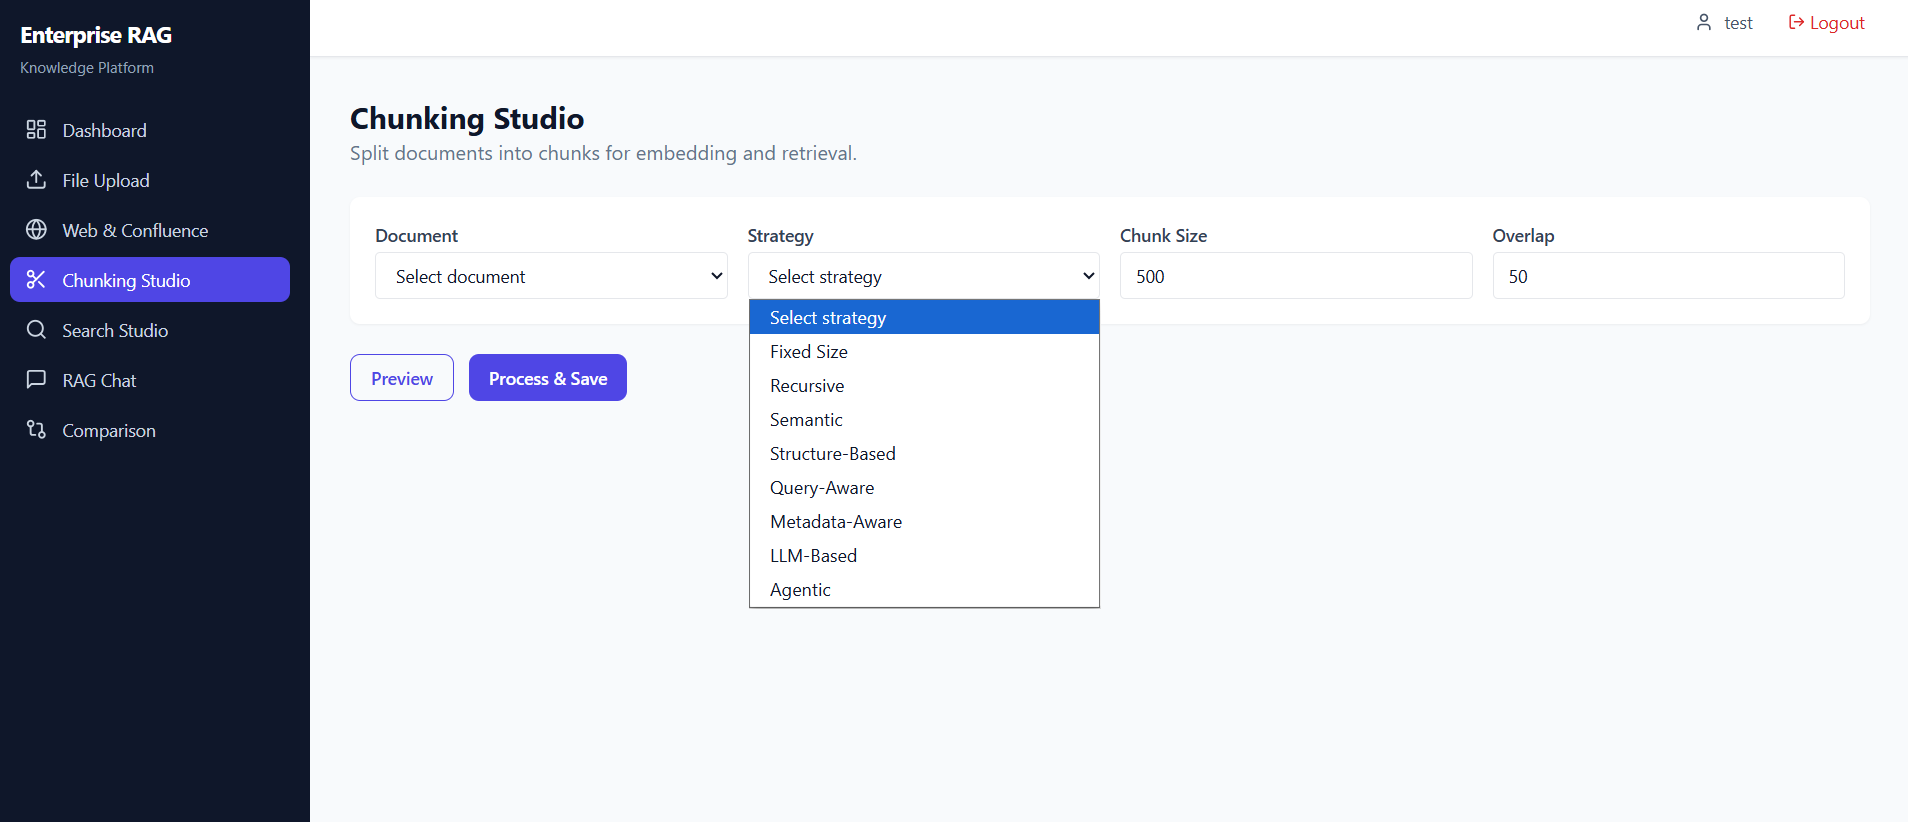 Enterprise RAG
Knowledge Platform
Dashboard
File Upload
Web & Confluence
Chunking Studio
Search Studio
RAG Chat
Comparison
test
Logout
Chunking Studio
Split documents into chunks for embedding and retrieval.
Document
Select document
Strategy
Select strategy
Chunk Size
500
Overlap
50
Select strategy
Fixed Size
Recursive
Semantic
Structure-Based
Query-Aware
Metadata-Aware
LLM-Based
Agentic
Preview
Process & Save